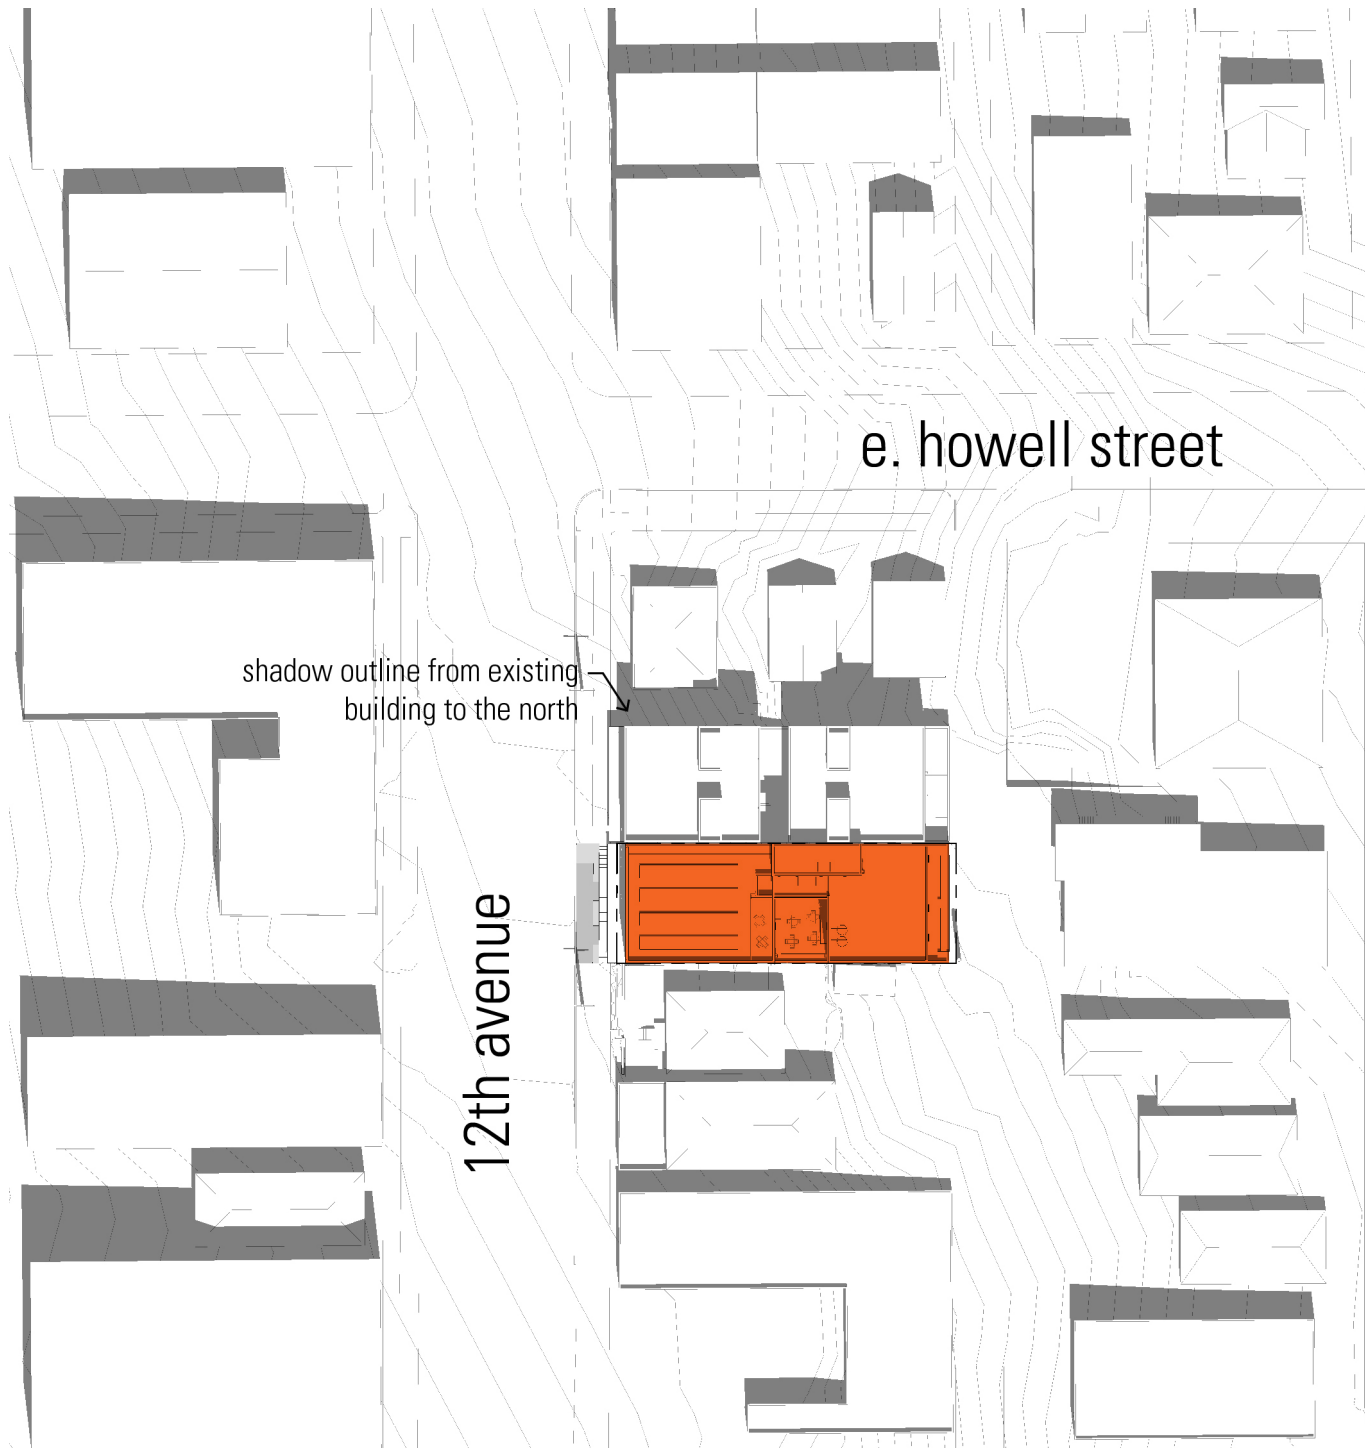 e. howell street
shadow outline from existing
building to the north
12th avenue